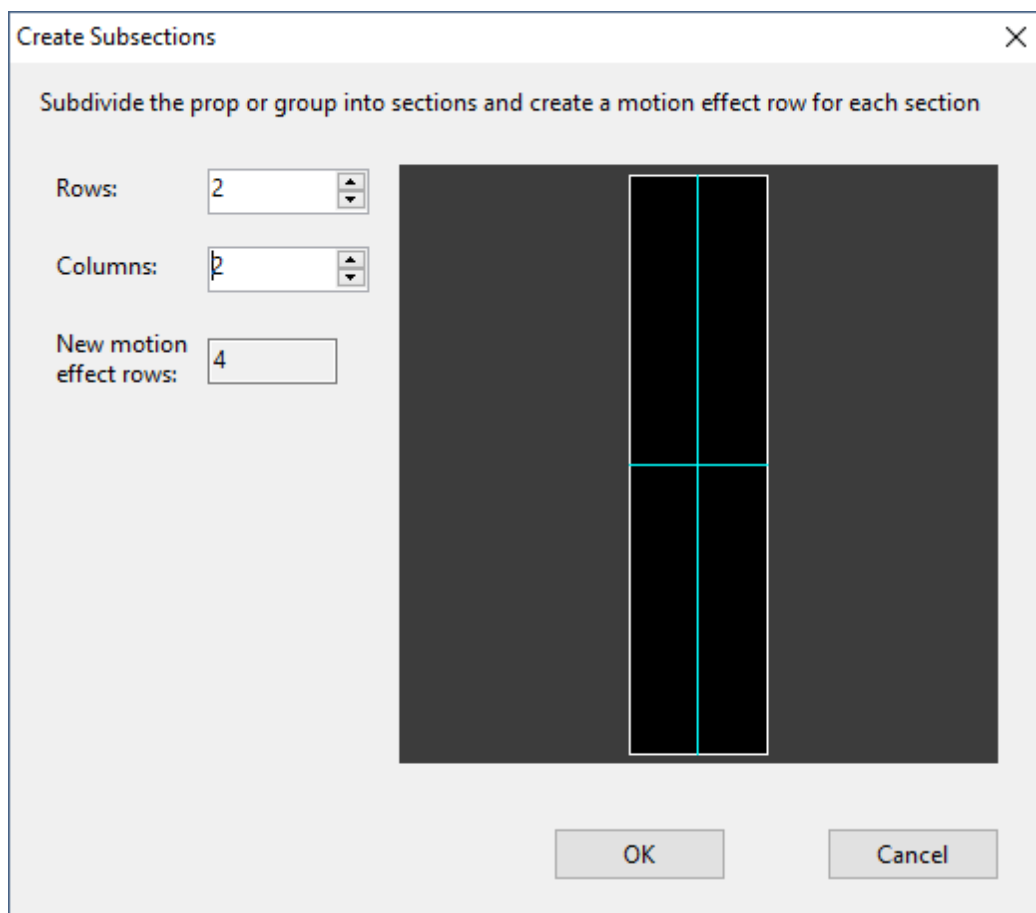 Create Subsections
Subdivide the prop or group into sections and create a motion effect row for each section
Rows:
2
Columns:
2
New motion
effect rows:
4
OK
Cancel